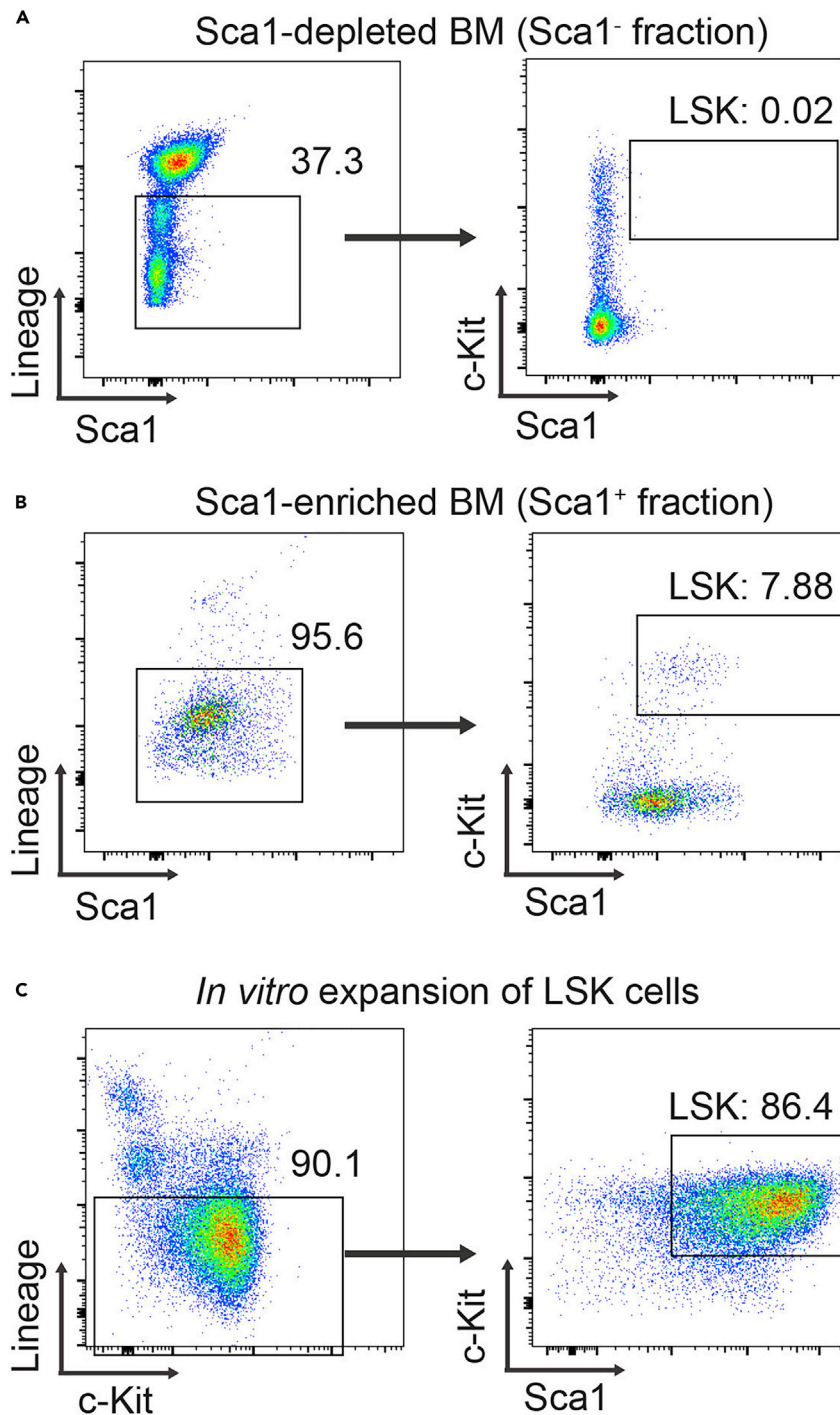 A
Sca1-depleted BM (Sca1⁻ fraction)
37.3
LSK: 0.02
Lineage
Sca1
c-Kit
Sca1
B
Sca1-enriched BM (Sca1⁺ fraction)
95.6
LSK: 7.88
Lineage
Sca1
c-Kit
Sca1
C
In vitro expansion of LSK cells
90.1
LSK: 86.4
Lineage
c-Kit
c-Kit
Sca1